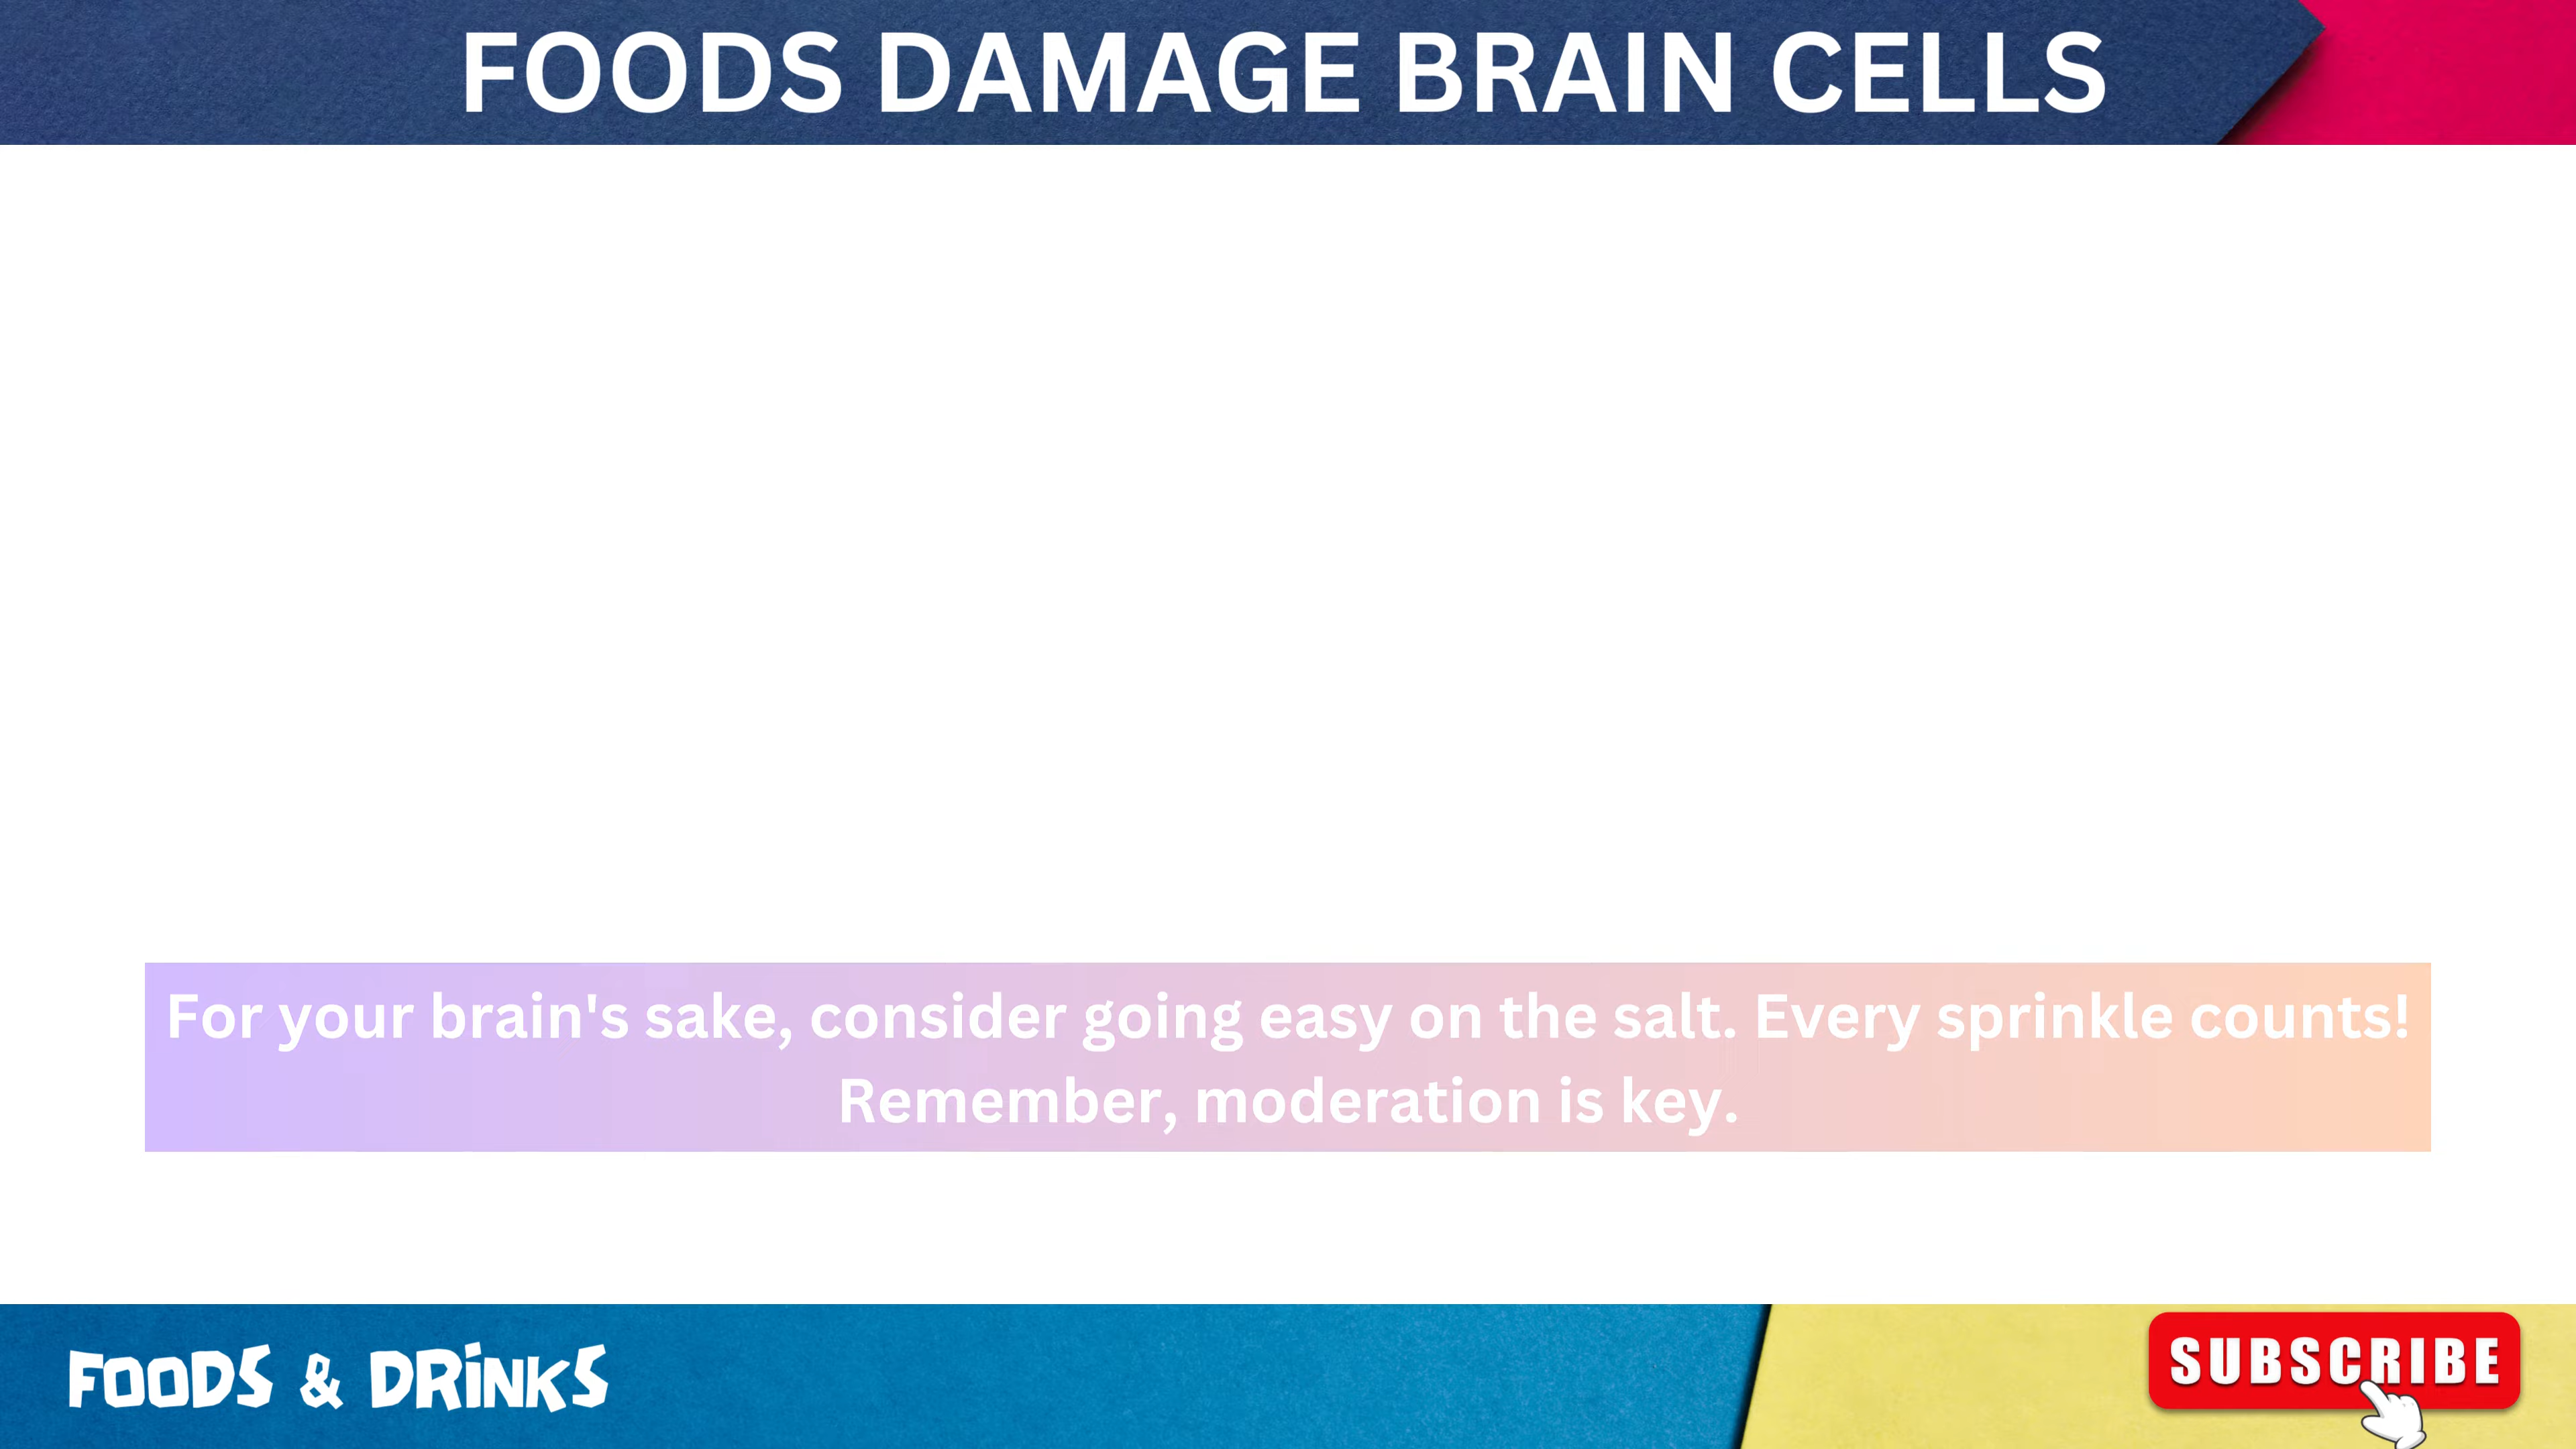 FOODS DAMAGE BRAIN CELLS
For your brain's sake, consider going easy on the salt. Every sprinkle counts!
Remember, moderation is key.
FOODS & DRiNKS
SUBSCRIBE